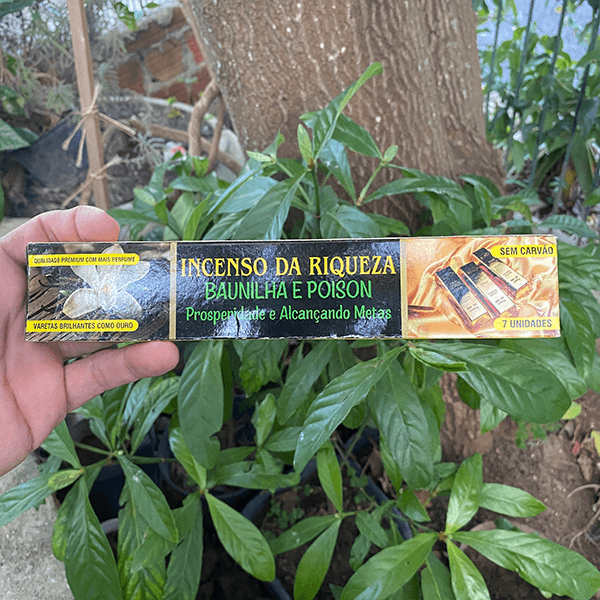 QUALIDADE PREMIUM COM MAIS PERFUME
VARETAS BRILHANTES COMO OURO
INCENSO DA RIQUEZA
BAUNILHA E POISON
Prosperidade e Alcançando Metas
SEM CARVÃO
7 UNIDADES